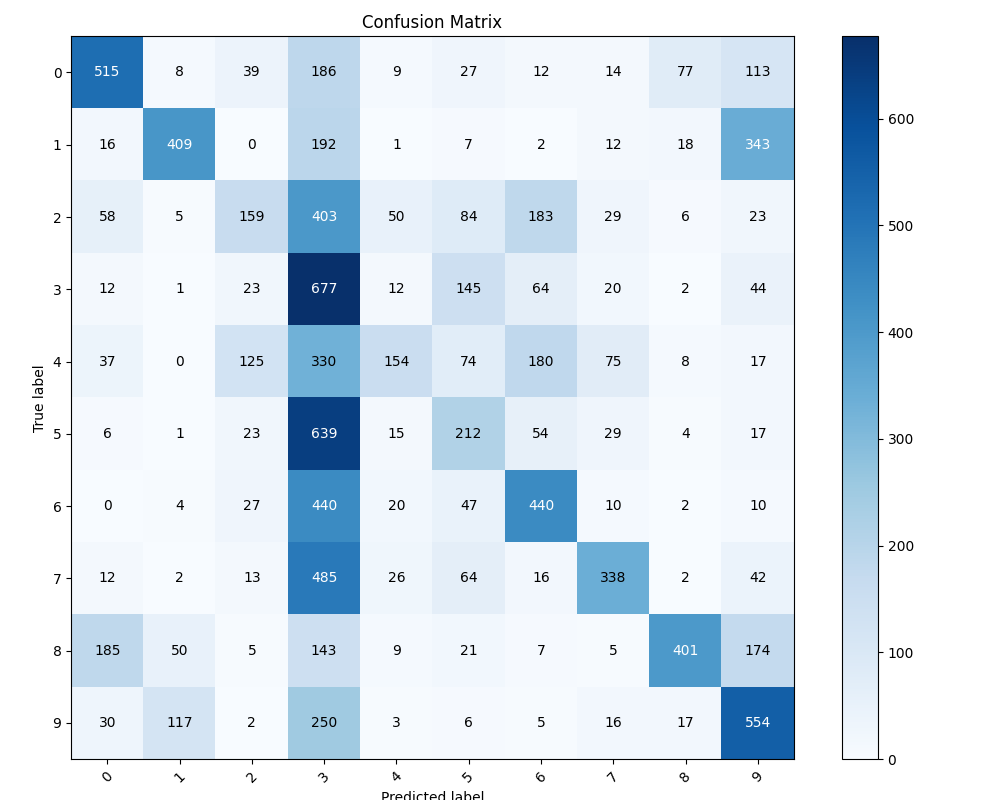 Confusion Matrix
0 515 8 39 186 9 27 12 14 77 113
1 16 409 0 192 1 7 2 12 18 343
2 58 5 159 403 50 84 183 29 6 23
3 12 1 23 677 12 145 64 20 2 44
4 37 0 125 330 154 74 180 75 8 17
5 6 1 23 639 15 212 54 29 4 17
6 0 4 27 440 20 47 440 10 2 10
7 12 2 13 485 26 64 16 338 2 42
8 185 50 5 143 9 21 7 5 401 174
9 30 117 2 250 3 6 5 16 17 554
0 1 2 3 4 5 6 7 8 9
True label
Predicted label
600
500
400
300
200
100
0